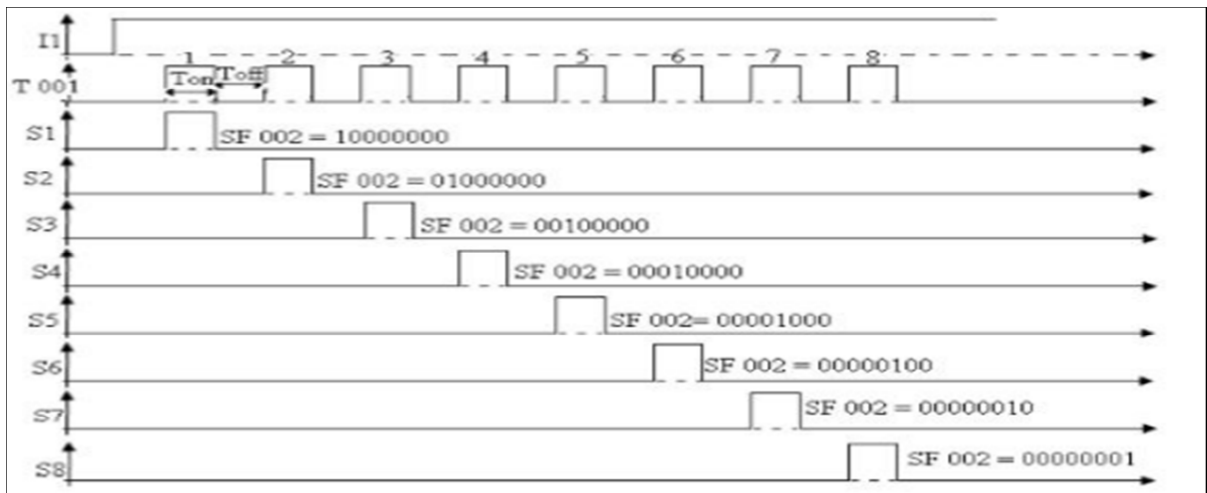 I1
1 2 3 4 5 6 7 8
Ton Toff
T 001
S1 SF 002 = 10000000
S2 SF 002 = 01000000
S3 SF 002 = 00100000
S4 SF 002 = 00010000
S5 SF 002= 00001000
S6 SF 002 = 00000100
S7 SF 002 = 00000010
S8 SF 002 = 00000001